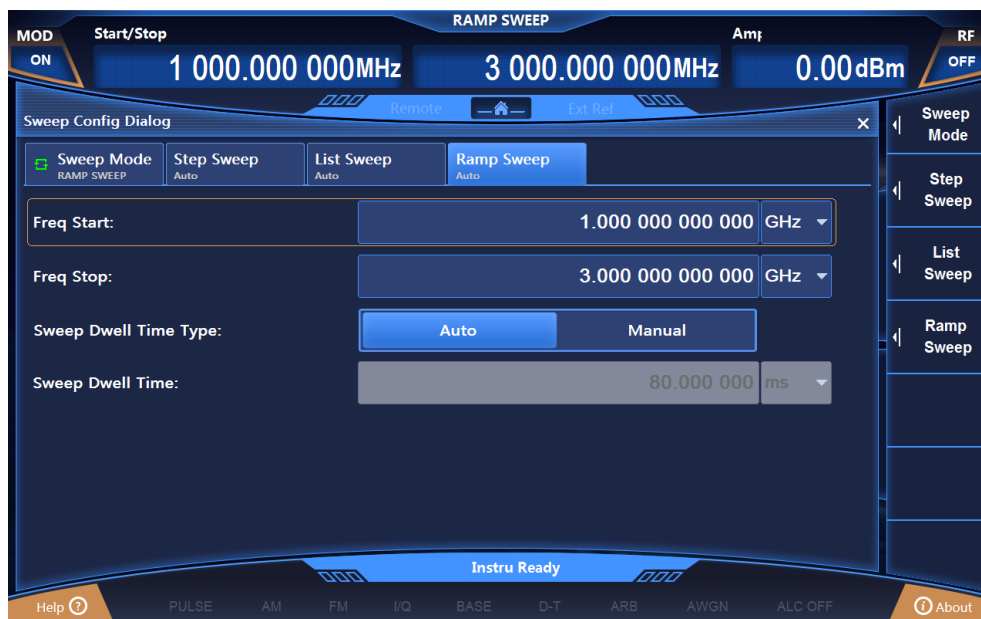 RAMP SWEEP
MOD Start/Stop Amp RF
ON 1 000.000 000MHz 3 000.000 000MHz 0.00dBm OFF
Remote Ext Ref
Sweep Config Dialog ×
Sweep Mode
RAMP SWEEP
Step Sweep
Auto
List Sweep
Auto
Ramp Sweep
Auto
Freq Start: 1.000 000 000 000 GHz
Freq Stop: 3.000 000 000 000 GHz
Sweep Dwell Time Type: Auto Manual
Sweep Dwell Time: 80.000 000 ms
Sweep
Mode
Step
Sweep
List
Sweep
Ramp
Sweep
Instru Ready
Help ? PULSE AM FM I/Q BASE D-T ARB AWGN ALC OFF i About